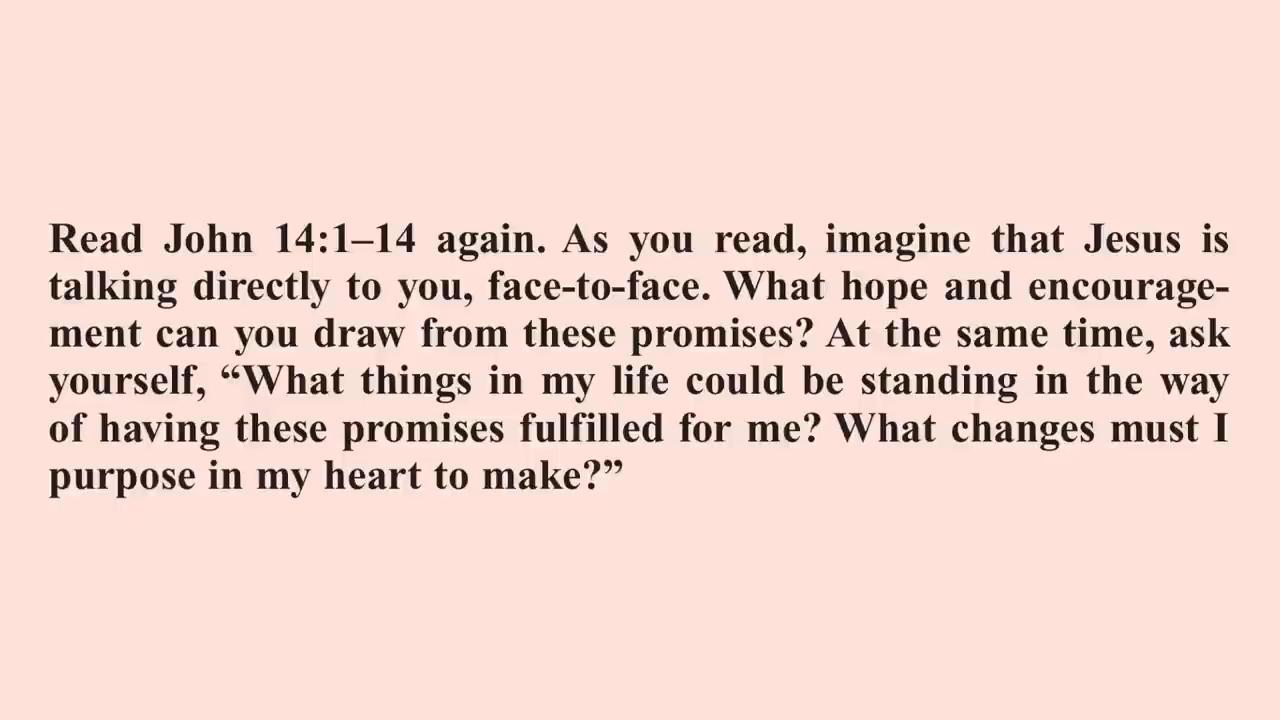 Read John 14:1–14 again. As you read, imagine that Jesus is
talking directly to you, face-to-face. What hope and encourage-
ment can you draw from these promises? At the same time, ask
yourself, “What things in my life could be standing in the way
of having these promises fulfilled for me? What changes must I
purpose in my heart to make?”